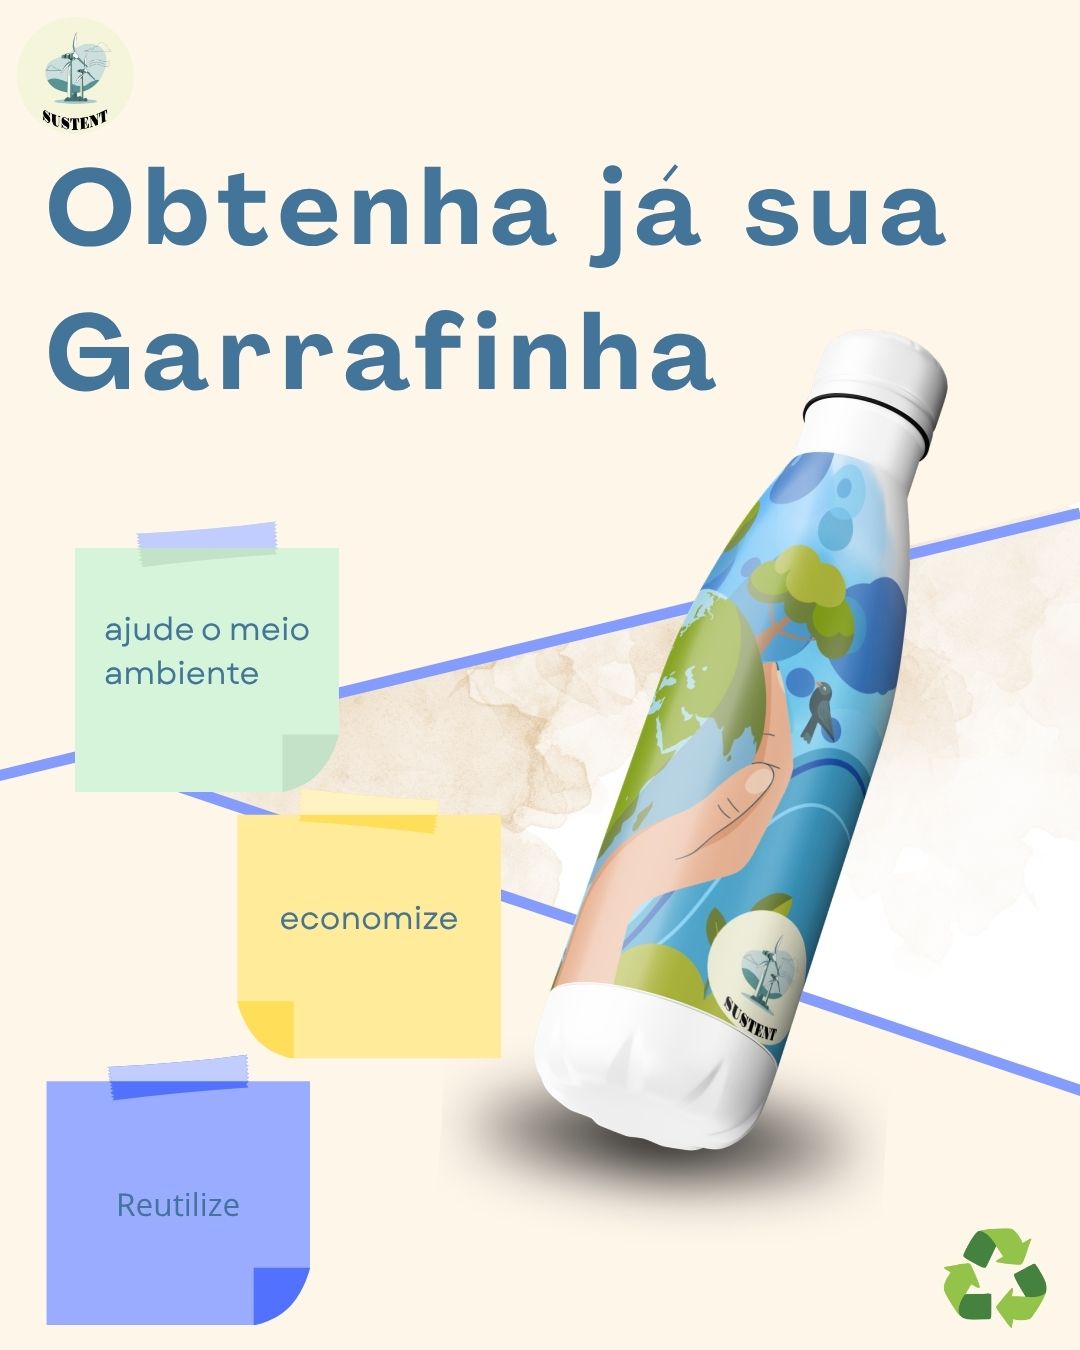 SUSTENT
Obtenha já sua
Garrafinha
ajude o meio
ambiente
economize
Reutilize
SUSTENT